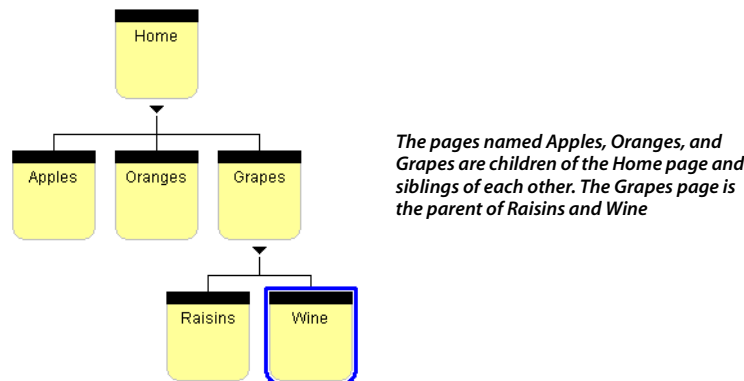 Home
Apples
Oranges
Grapes
The pages named Apples, Oranges, and
Grapes are children of the Home page and
siblings of each other. The Grapes page is
the parent of Raisins and Wine
Raisins
Wine